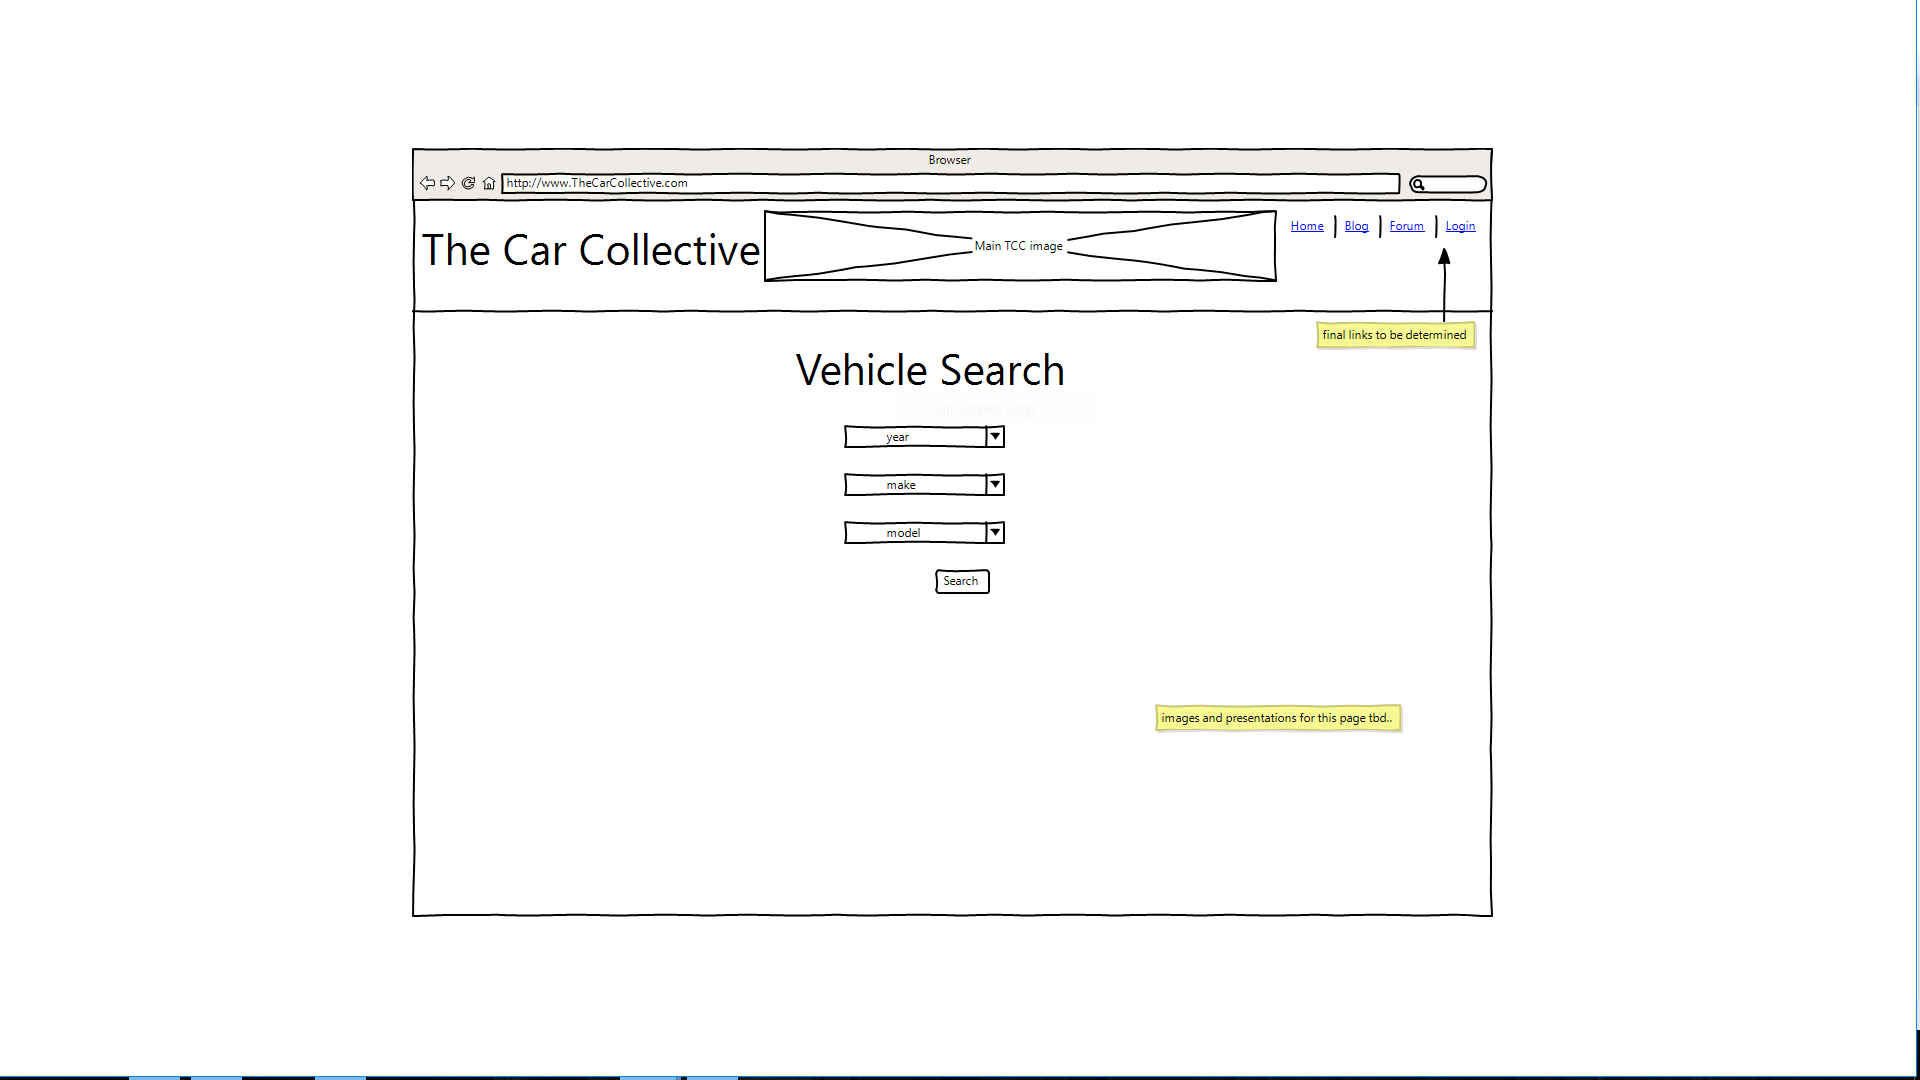 Browser
http://www.TheCarCollective.com
The Car Collective
Main TCC image
Home
Blog
Forum
Login
final links to be determined
Vehicle Search
Full-screen Snip
year
make
model
Search
images and presentations for this page tbd..